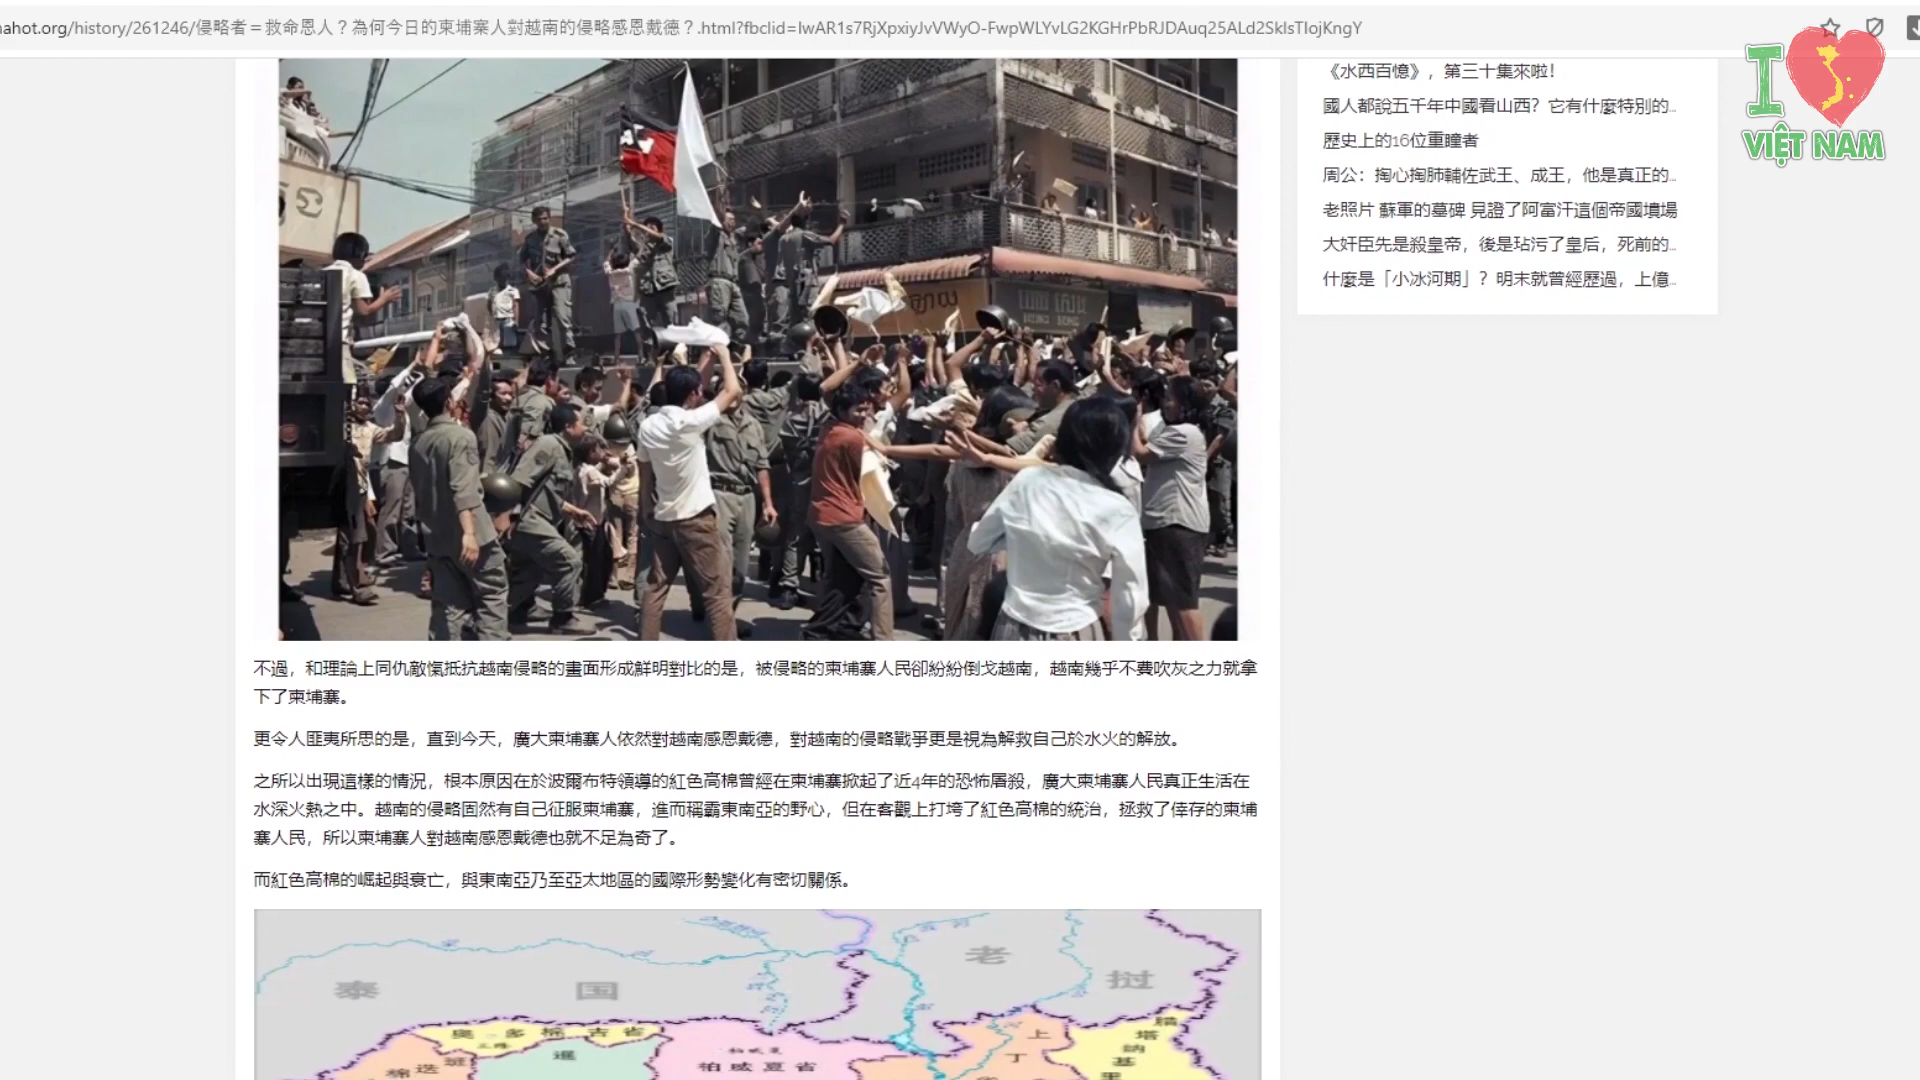 ahot.org/history/261246/侵略者＝救命恩人？為何今日的柬埔寨人對越南的侵略感恩戴德？.html?fbclid=IwAR1s7RjXpxiyJvVWyO-FwpWLYvLG2KGHrPbRJDAuq25ALd2SkIsTIojKngY
I
VIỆT NAM
《水西百憶》，第三十集來啦！
國人都說五千年中國看山西？它有什麼特別的...
歷史上的16位重瞳者
周公：掏心掏肺輔佐武王、成王，他是真正的...
老照片 蘇軍的墓碑 見證了阿富汗這個帝國墳場
大奸臣先是殺皇帝，後是玷污了皇后，死前的...
什麼是「小冰河期」？明末就曾經歷過，上億...
不過，和理論上同仇敵愾抵抗越南侵略的畫面形成鮮明對比的是，被侵略的柬埔寨人民卻紛紛倒戈越南，越南幾乎不費吹灰之力就拿
下了柬埔寨。
更令人匪夷所思的是，直到今天，廣大柬埔寨人依然對越南感恩戴德，對越南的侵略戰爭更是視為解救自己於水火的解放。
之所以出現這樣的情況，根本原因在於波爾布特領導的紅色高棉曾經在柬埔寨掀起了近4年的恐怖屠殺，廣大柬埔寨人民真正生活在
水深火熱之中。越南的侵略固然有自己征服柬埔寨，進而稱霸東南亞的野心，但在客觀上打垮了紅色高棉的統治，拯救了倖存的柬埔
寨人民，所以柬埔寨人對越南感恩戴德也就不足為奇了。
而紅色高棉的崛起與衰亡，與東南亞乃至亞太地區的國際形勢變化有密切關係。
泰 国
老 挝
奥多棉吉省
柏威夏省
上
丁
腊塔纳基里